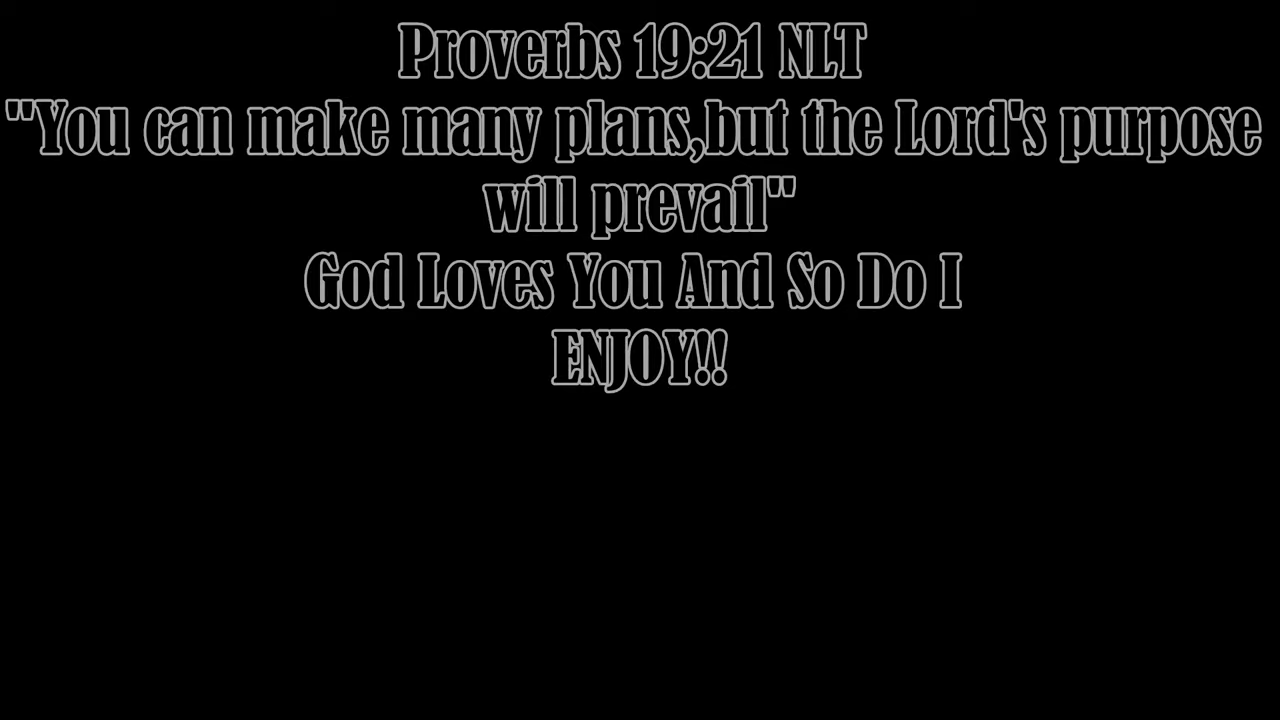 Proverbs 19:21 NLT
"You can make many plans,but the Lord's purpose
will prevail"
God Loves You And So Do I
ENJOY!!